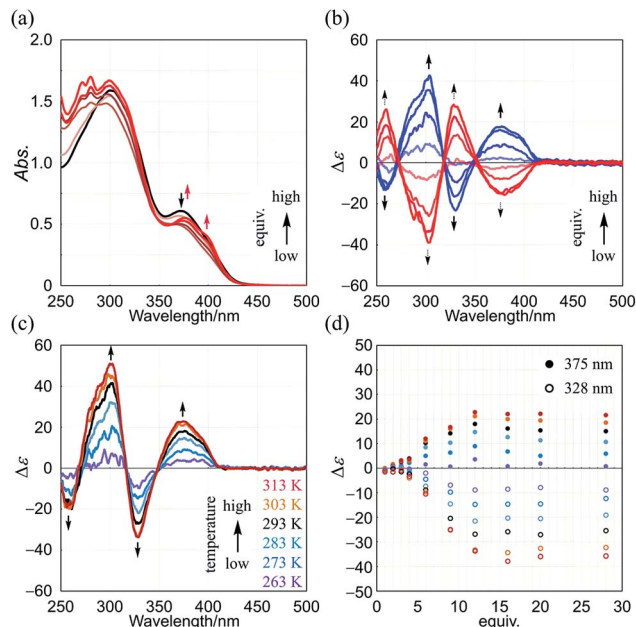 (a)
2.0
1.5
1.0
0.5
0.0
Abs.
250 300 350 400 450 500
Wavelength/nm
equiv.
high
low
(b)
60
40
20
0
−20
−40
−60
Δε
250 300 350 400 450 500
Wavelength/nm
equiv.
high
low
(c)
60
40
20
0
−20
−40
−60
Δε
250 300 350 400 450 500
Wavelength/nm
temperature
high
low
313 K
303 K
293 K
283 K
273 K
263 K
(d)
50
40
30
20
10
0
−10
−20
−30
−40
−50
Δε
0 5 10 15 20 25 30
equiv.
375 nm
328 nm